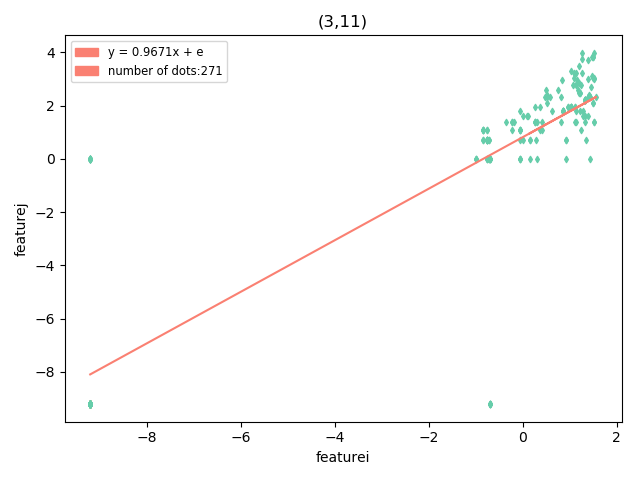 (3,11)
y = 0.9671x + e
number of dots:271
4
2
0
−2
−4
−6
−8
featurej
−8 −6 −4 −2 0 2
featurei